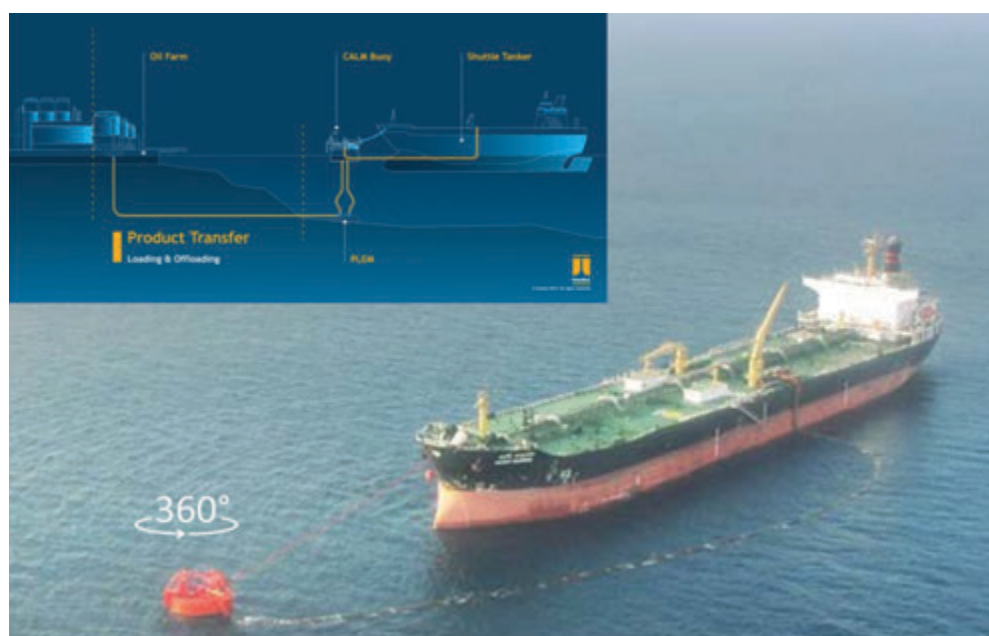 Oil Farm
CALM Buoy
Shuttle Tanker
Product Transfer
Loading & Offloading
PLEM
360°